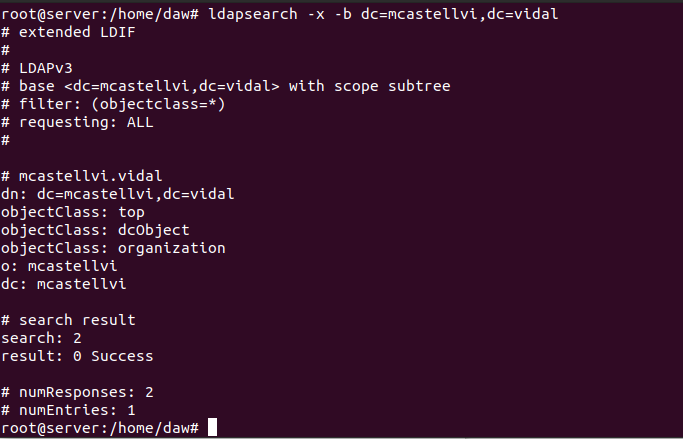 root@server:/home/daw# ldapsearch -x -b dc=mcastellvi,dc=vidal
# extended LDIF
#
# LDAPv3
# base <dc=mcastellvi,dc=vidal> with scope subtree
# filter: (objectclass=*)
# requesting: ALL
#
# mcastellvi.vidal
dn: dc=mcastellvi,dc=vidal
objectClass: top
objectClass: dcObject
objectClass: organization
o: mcastellvi
dc: mcastellvi
# search result
search: 2
result: 0 Success
# numResponses: 2
# numEntries: 1
root@server:/home/daw#